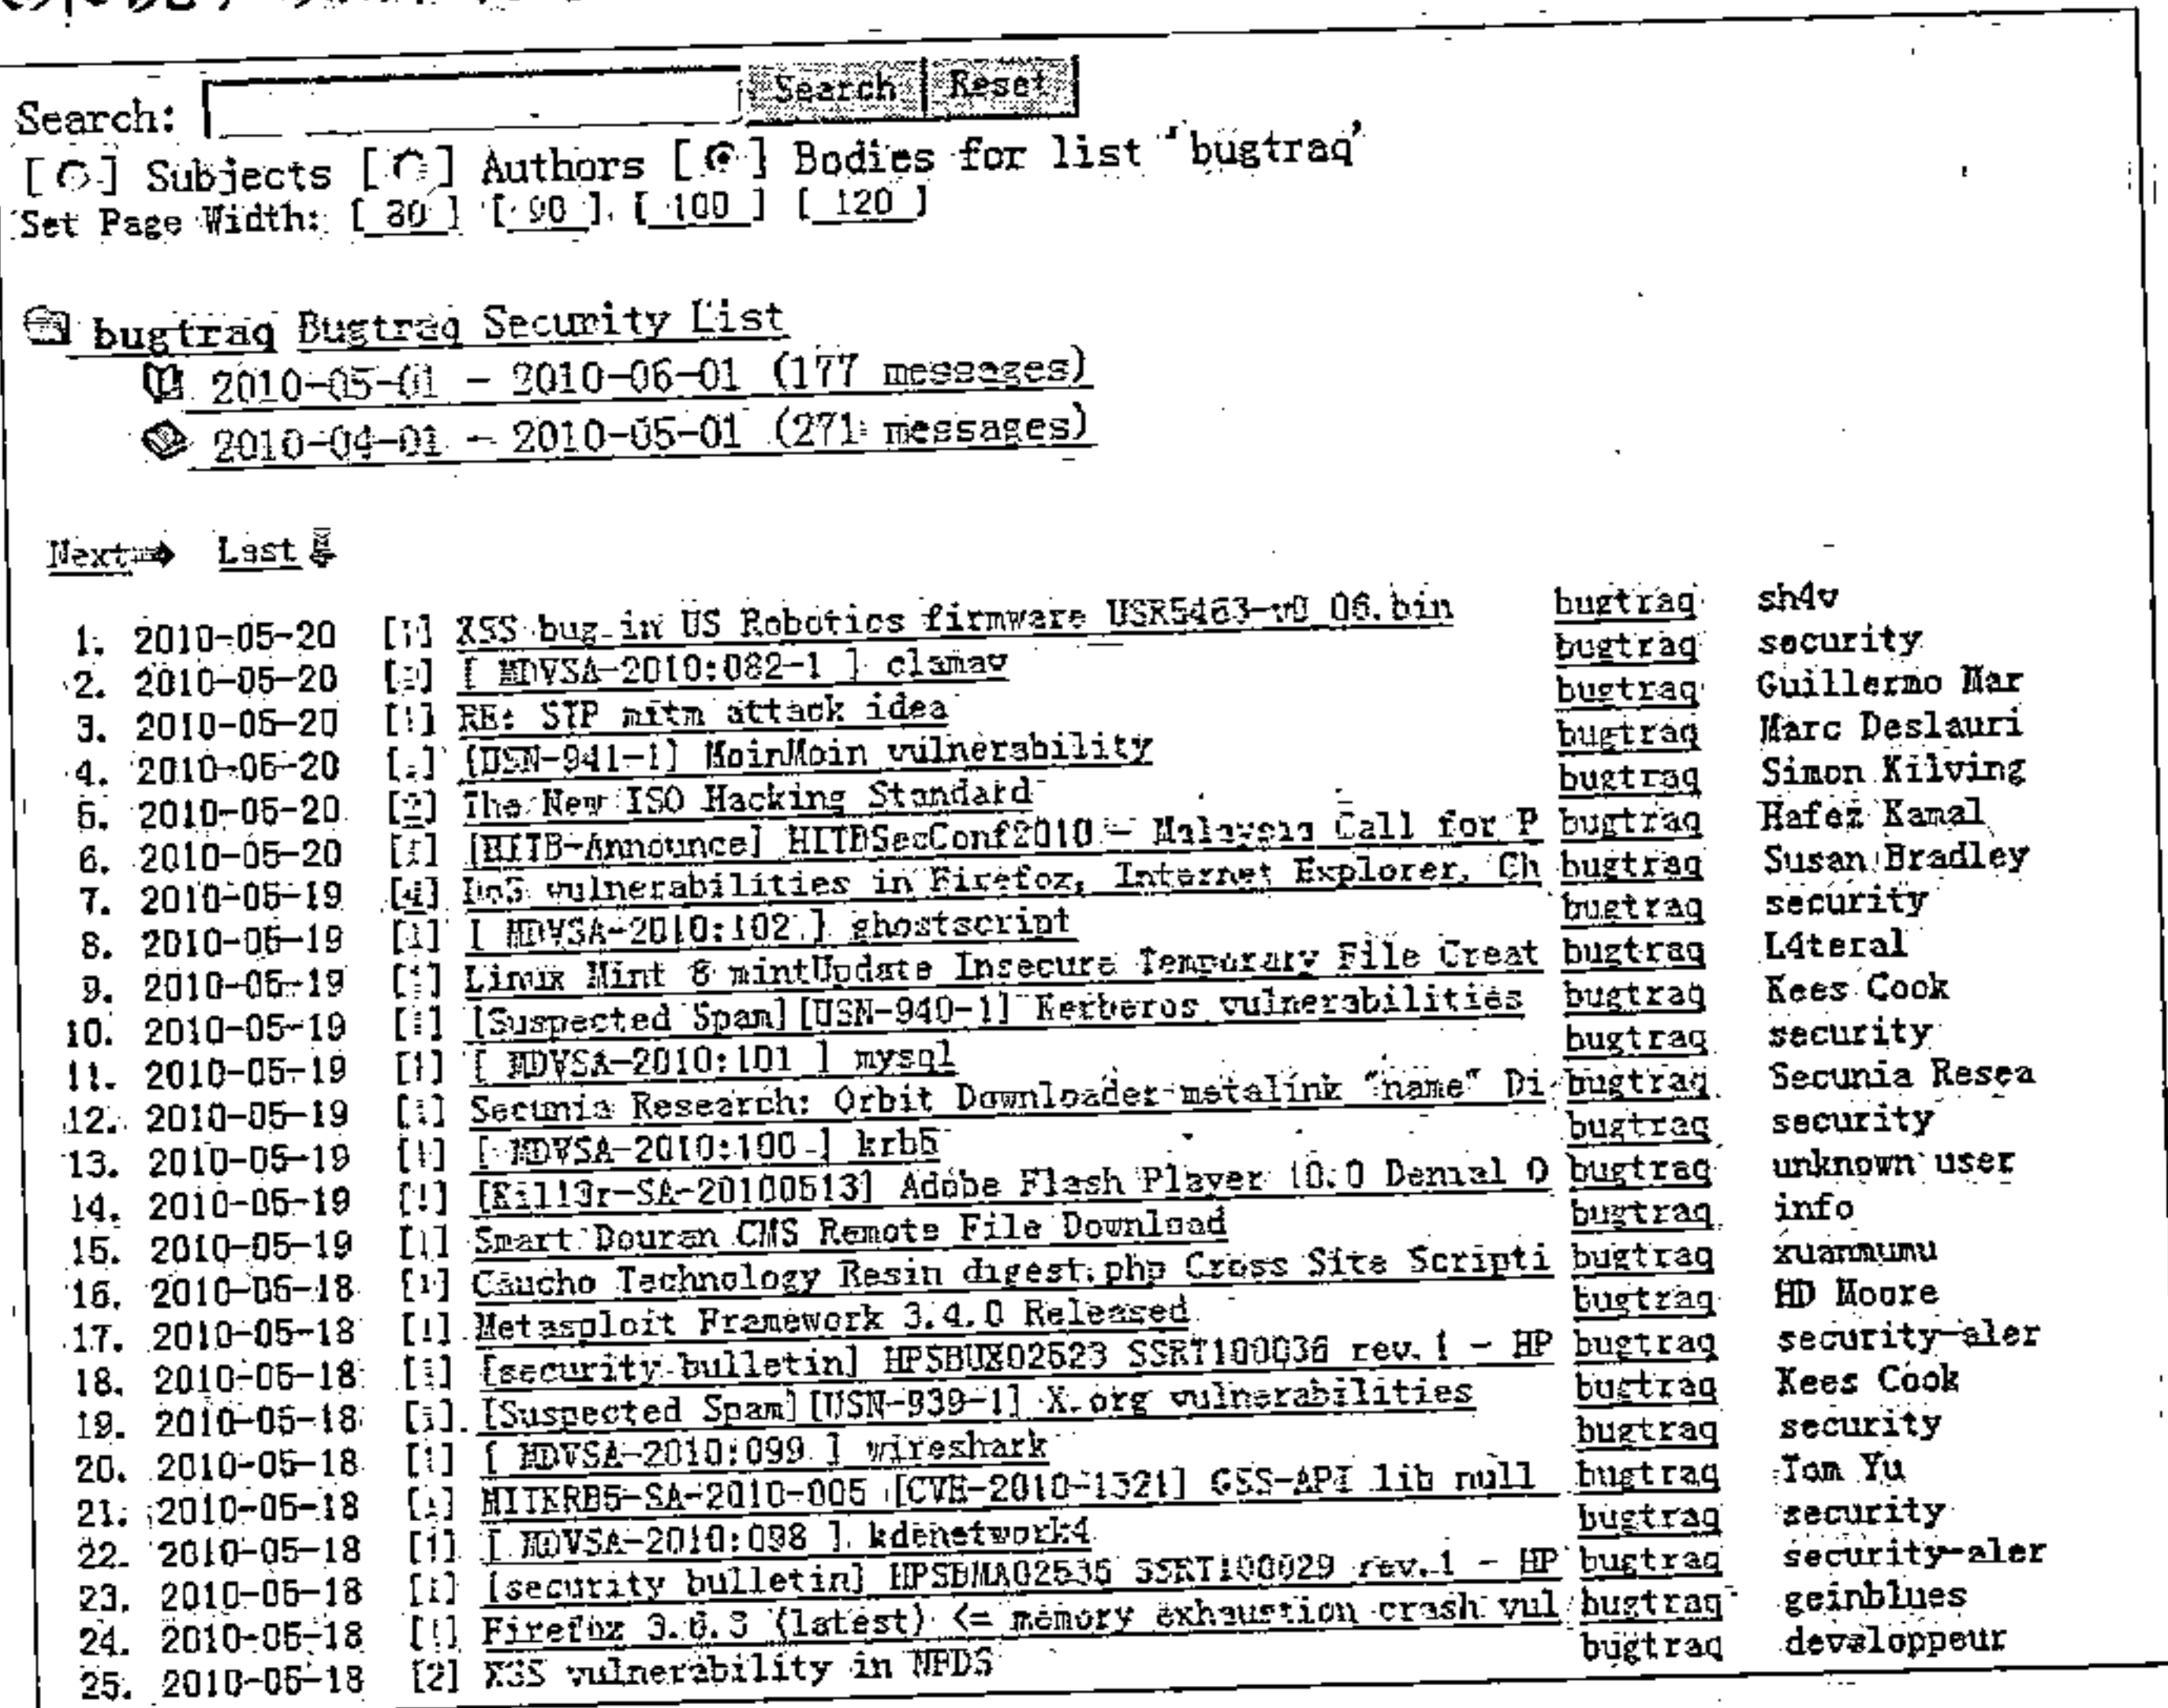 Search: Search Reset
[ ] Subjects [ ] Authors [ ] Bodies for list 'bugtraq'
Set Page Width: [ 80 ] [ 90 ] [ 100 ] [ 120 ]
bugtraq Bugtraq Security List
2010-05-01 - 2010-06-01 (177 messages)
2010-04-01 - 2010-05-01 (271 messages)
Next Last
1. 2010-05-20 [1] XSS bug in US Robotics firmware USR5463-v0_06.bin bugtraq sh4v
2. 2010-05-20 [2] [ MDVSA-2010:082-1 ] clamav bugtraq security
3. 2010-05-20 [1] RE: STP mitm attack idea bugtraq Guillermo Mar
4. 2010-05-20 [1] [USN-941-1] MoinMoin vulnerability bugtraq Marc Deslauri
5. 2010-05-20 [2] The New ISO Hacking Standard bugtraq Simon Kilving
6. 2010-05-20 [1] [HITB-Announce] HITBSecConf2010 - Malaysia Call for P bugtraq Hafez Kamal
7. 2010-05-19 [4] DoS vulnerabilities in Firefox, Internet Explorer, Ch bugtraq Susan Bradley
8. 2010-05-19 [1] [ MDVSA-2010:102 ] ghostscript bugtraq security
9. 2010-05-19 [1] Linux Mint 8 mintUpdate Insecure Temporary File Creat bugtraq L4teral
10. 2010-05-19 [1] [Suspected Spam][USN-940-1] Kerberos vulnerabilities bugtraq Kees Cook
11. 2010-05-19 [1] [ MDVSA-2010:101 ] mysql bugtraq security
12. 2010-05-19 [1] Secunia Research: Orbit Downloader metalink "name" Di bugtraq Secunia Resea
13. 2010-05-19 [1] [ MDVSA-2010:100 ] krb5 bugtraq security
14. 2010-05-19 [1] [Kill3r-SA-20100513] Adobe Flash Player 10.0 Denial O bugtraq unknown user
15. 2010-05-19 [1] Smart Douran CMS Remote File Download bugtraq info
16. 2010-05-18 [1] Caucho Technology Resin digest.php Cross Site Scripti bugtraq xuanmumu
17. 2010-05-18 [1] Metasploit Framework 3.4.0 Released bugtraq HD Moore
18. 2010-05-18 [1] [security bulletin] HPSBUX02523 SSRT100036 rev.1 - HP bugtraq security-aler
19. 2010-05-18 [1] [Suspected Spam][USN-939-1] X.org vulnerabilities bugtraq Kees Cook
20. 2010-05-18 [1] [ MDVSA-2010:099 ] wireshark bugtraq security
21. 2010-05-18 [1] MITKRB5-SA-2010-005 [CVE-2010-1321] GSS-API lib null bugtraq Tom Yu
22. 2010-05-18 [1] [ MDVSA-2010:098 ] kdenetwork4 bugtraq security
23. 2010-05-18 [1] [security bulletin] HPSBMA02536 SSRT100029 rev.1 - HP bugtraq security-aler
24. 2010-05-18 [1] Firefox 3.6.3 (latest) <= memory exhaustion crash vul bugtraq geinblues
25. 2010-05-18 [2] XSS vulnerability in NPDS bugtraq developpeur